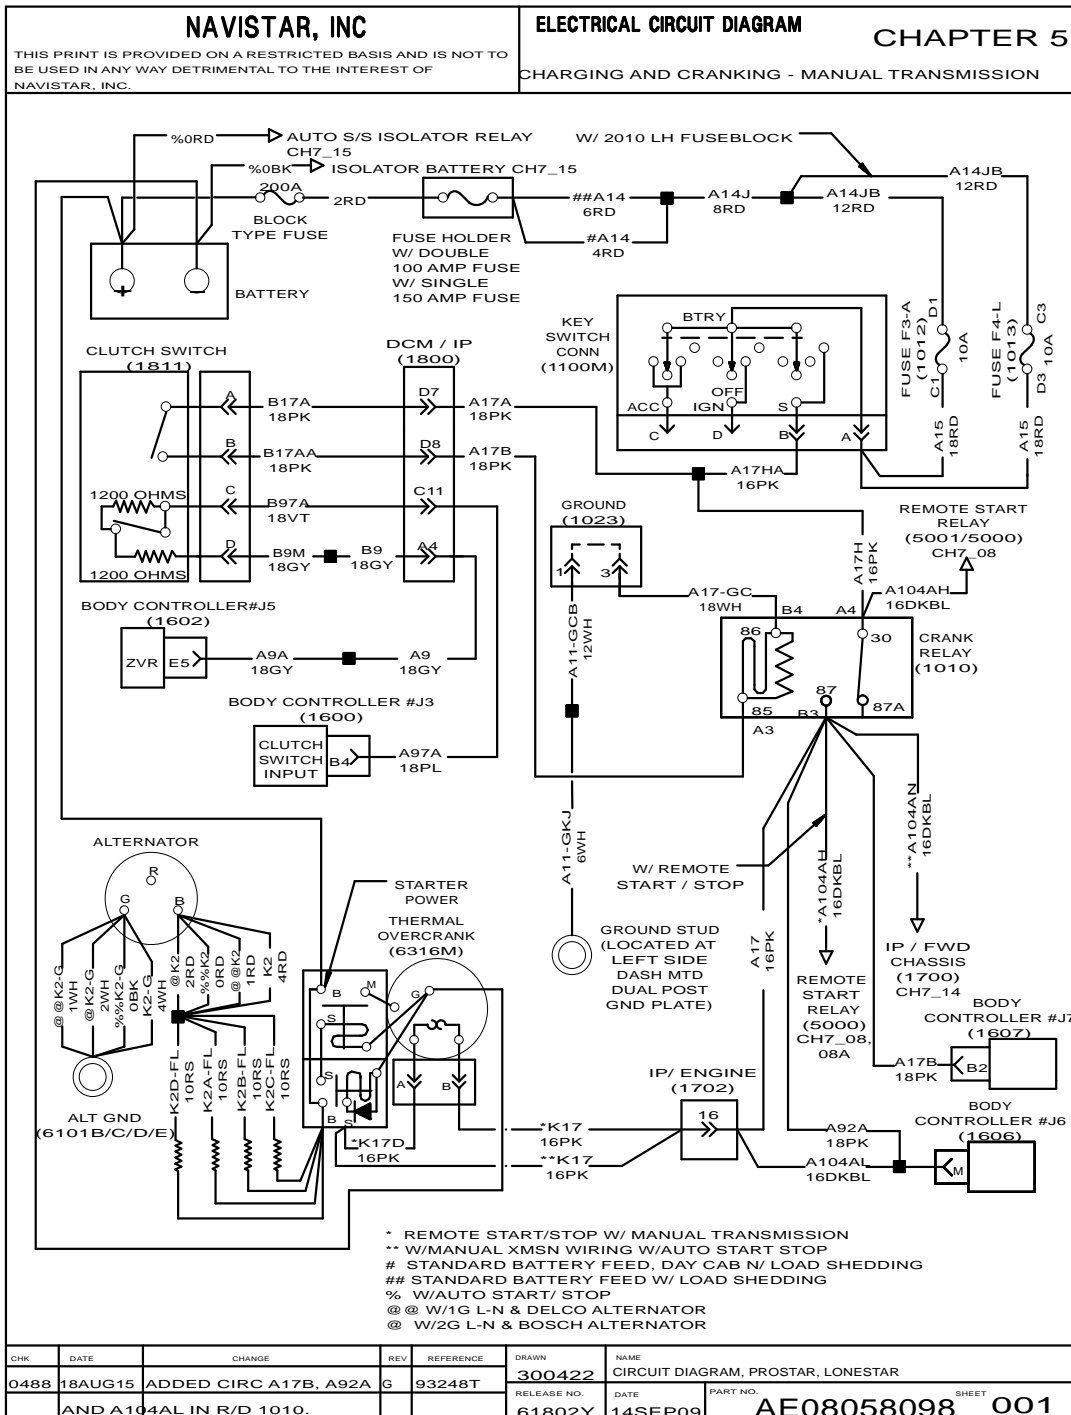 NAVISTAR, INC
THIS PRINT IS PROVIDED ON A RESTRICTED BASIS AND IS NOT TO
BE USED IN ANY WAY DETRIMENTAL TO THE INTEREST OF
NAVISTAR, INC.
ELECTRICAL CIRCUIT DIAGRAM
CHAPTER 5
CHARGING AND CRANKING - MANUAL TRANSMISSION
%0RD
AUTO S/S ISOLATOR RELAY
CH7_15
%0BK
ISOLATOR BATTERY CH7_15
W/ 2010 LH FUSEBLOCK
200A
BLOCK
TYPE FUSE
2RD
FUSE HOLDER
W/ DOUBLE
100 AMP FUSE
W/ SINGLE
150 AMP FUSE
##A14
6RD
#A14
4RD
A14J
8RD
A14JB
12RD
A14JB
12RD
+
-
BATTERY
KEY
SWITCH
CONN
(1100M)
BTRY
OFF
ACC
IGN
S
C
D
B
A
FUSE F3-A
(1012)
D1
C1
10A
FUSE F4-L
(1013)
C3
D3
10A
A15
18RD
A15
18RD
CLUTCH SWITCH
(1811)
DCM / IP
(1800)
A
B17A
18PK
D7
A17A
18PK
B
B17AA
18PK
D8
A17B
18PK
1200 OHMS
C
B97A
18VT
C11
D
B9M
18GY
B9
18GY
A4
1200 OHMS
A17HA
16PK
GROUND
(1023)
1
3
A17-GC
18WH
A11-GCB
12WH
REMOTE START
RELAY
(5001/5000)
CH7_08
A17H
16PK
A104AH
16DKBL
B4
A4
86
30
87
87A
85
A3
B3
CRANK
RELAY
(1010)
BODY CONTROLLER#J5
(1602)
ZVR
E5
A9A
18GY
A9
18GY
BODY CONTROLLER #J3
(1600)
CLUTCH
SWITCH
INPUT
B4
A97A
18PL
A11-GKJ
6WH
**A104AN
16DKBL
W/ REMOTE
START / STOP
*A104AH
16DKBL
A17
16PK
ALTERNATOR
R
G
B
STARTER
POWER
THERMAL
OVERCRANK
(6316M)
GROUND STUD
(LOCATED AT
LEFT SIDE
DASH MTD
DUAL POST
GND PLATE)
REMOTE
START
RELAY
(5000)
CH7_08,
08A
IP / FWD
CHASSIS
(1700)
CH7_14
@@K2-G
1WH
@K2-G
2WH
%%K2-G
0BK
K2-G
4WH
@K2
2RD
%%K2
0RD
@@K2
1RD
K2
4RD
B
M
G
S
S
B
S
A
B
BODY
CONTROLLER #J7
(1607)
A17B
18PK
B2
ALT GND
(6101B/C/D/E)
K2D-FL
10RS
K2A-FL
10RS
K2B-FL
10RS
K2C-FL
10RS
*K17D
16PK
*K17
16PK
**K17
16PK
IP/ ENGINE
(1702)
16
BODY
CONTROLLER #J6
(1606)
A92A
18PK
A104AL
16DKBL
M
* REMOTE START/STOP W/ MANUAL TRANSMISSION
** W/MANUAL XMSN WIRING W/AUTO START STOP
# STANDARD BATTERY FEED, DAY CAB N/ LOAD SHEDDING
## STANDARD BATTERY FEED W/ LOAD SHEDDING
% W/AUTO START/ STOP
@@ W/1G L-N & DELCO ALTERNATOR
@ W/2G L-N & BOSCH ALTERNATOR
CHK DATE CHANGE REV REFERENCE
0488 18AUG15 ADDED CIRC A17B, A92A G 93248T
AND A104AL IN R/D 1010.
DRAWN
300422
NAME
CIRCUIT DIAGRAM, PROSTAR, LONESTAR
RELEASE NO.
61802Y
DATE
14SEP09
PART NO.
AE08058098
SHEET
001